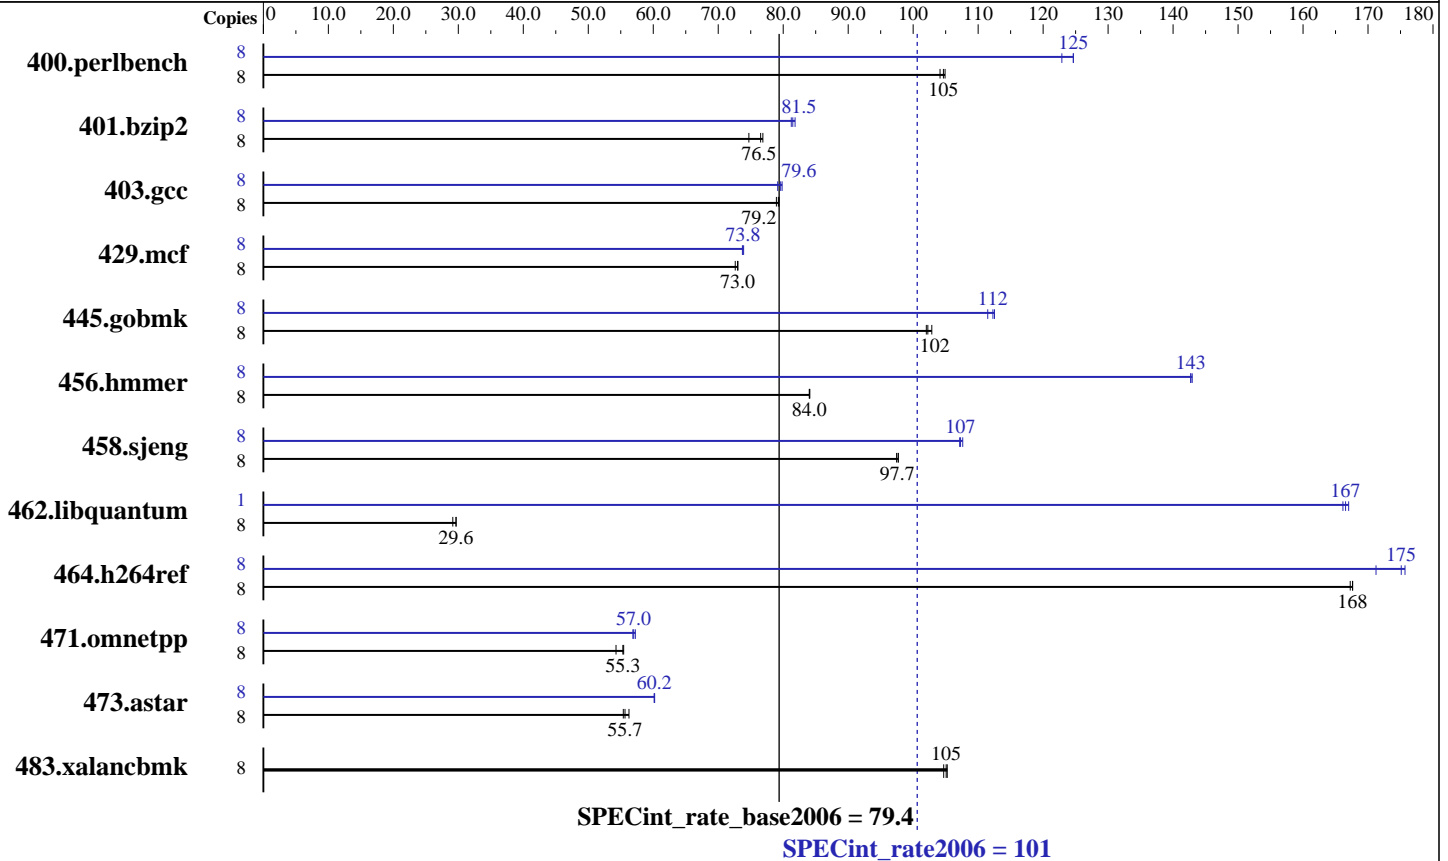 Copies 0 10.0 20.0 30.0 40.0 50.0 60.0 70.0 80.0 90.0 100 110 120 130 140 150 160 170 180
400.perlbench 8 125
8 105
401.bzip2 8 81.5
8 76.5
403.gcc 8 79.6
8 79.2
429.mcf 8 73.8
8 73.0
445.gobmk 8 112
8 102
456.hmmer 8 143
8 84.0
458.sjeng 8 107
8 97.7
462.libquantum 1 167
8 29.6
464.h264ref 8 175
8 168
471.omnetpp 8 57.0
8 55.3
473.astar 8 60.2
8 55.7
483.xalancbmk 8 105
SPECint_rate_base2006 = 79.4
SPECint_rate2006 = 101